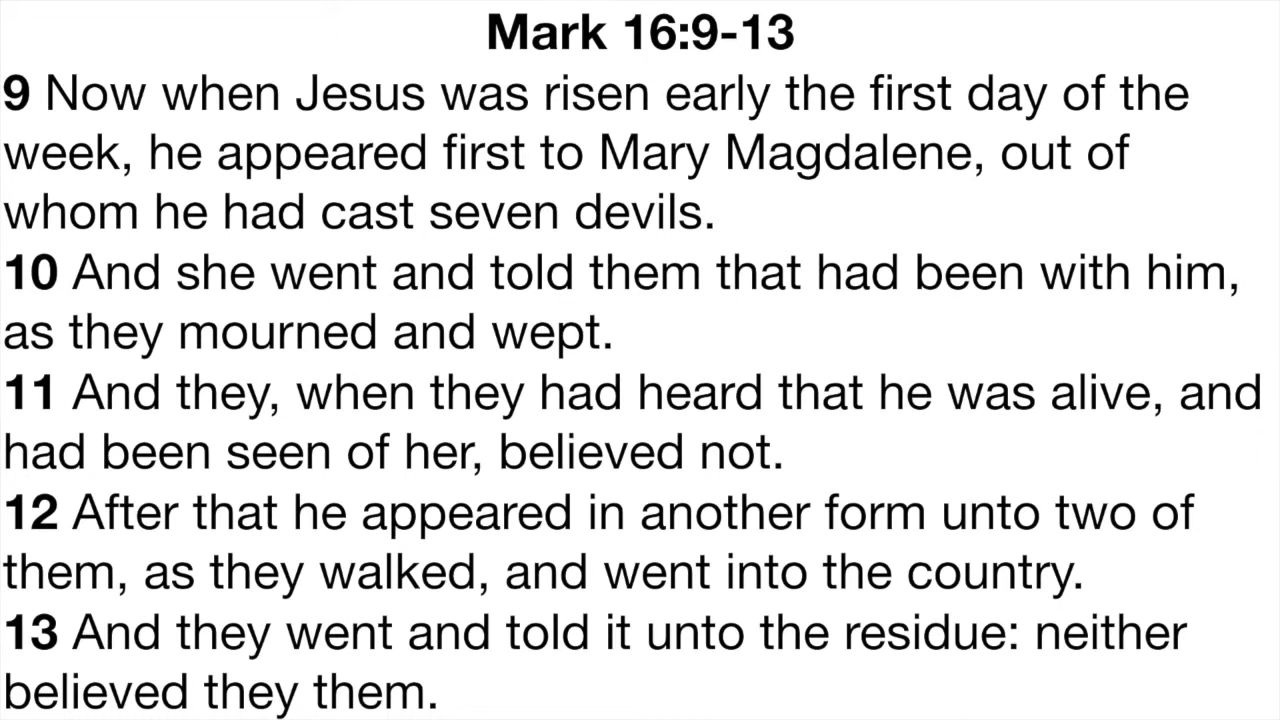 Mark 16:9-13
9 Now when Jesus was risen early the first day of the
week, he appeared first to Mary Magdalene, out of
whom he had cast seven devils.
10 And she went and told them that had been with him,
as they mourned and wept.
11 And they, when they had heard that he was alive, and
had been seen of her, believed not.
12 After that he appeared in another form unto two of
them, as they walked, and went into the country.
13 And they went and told it unto the residue: neither
believed they them.